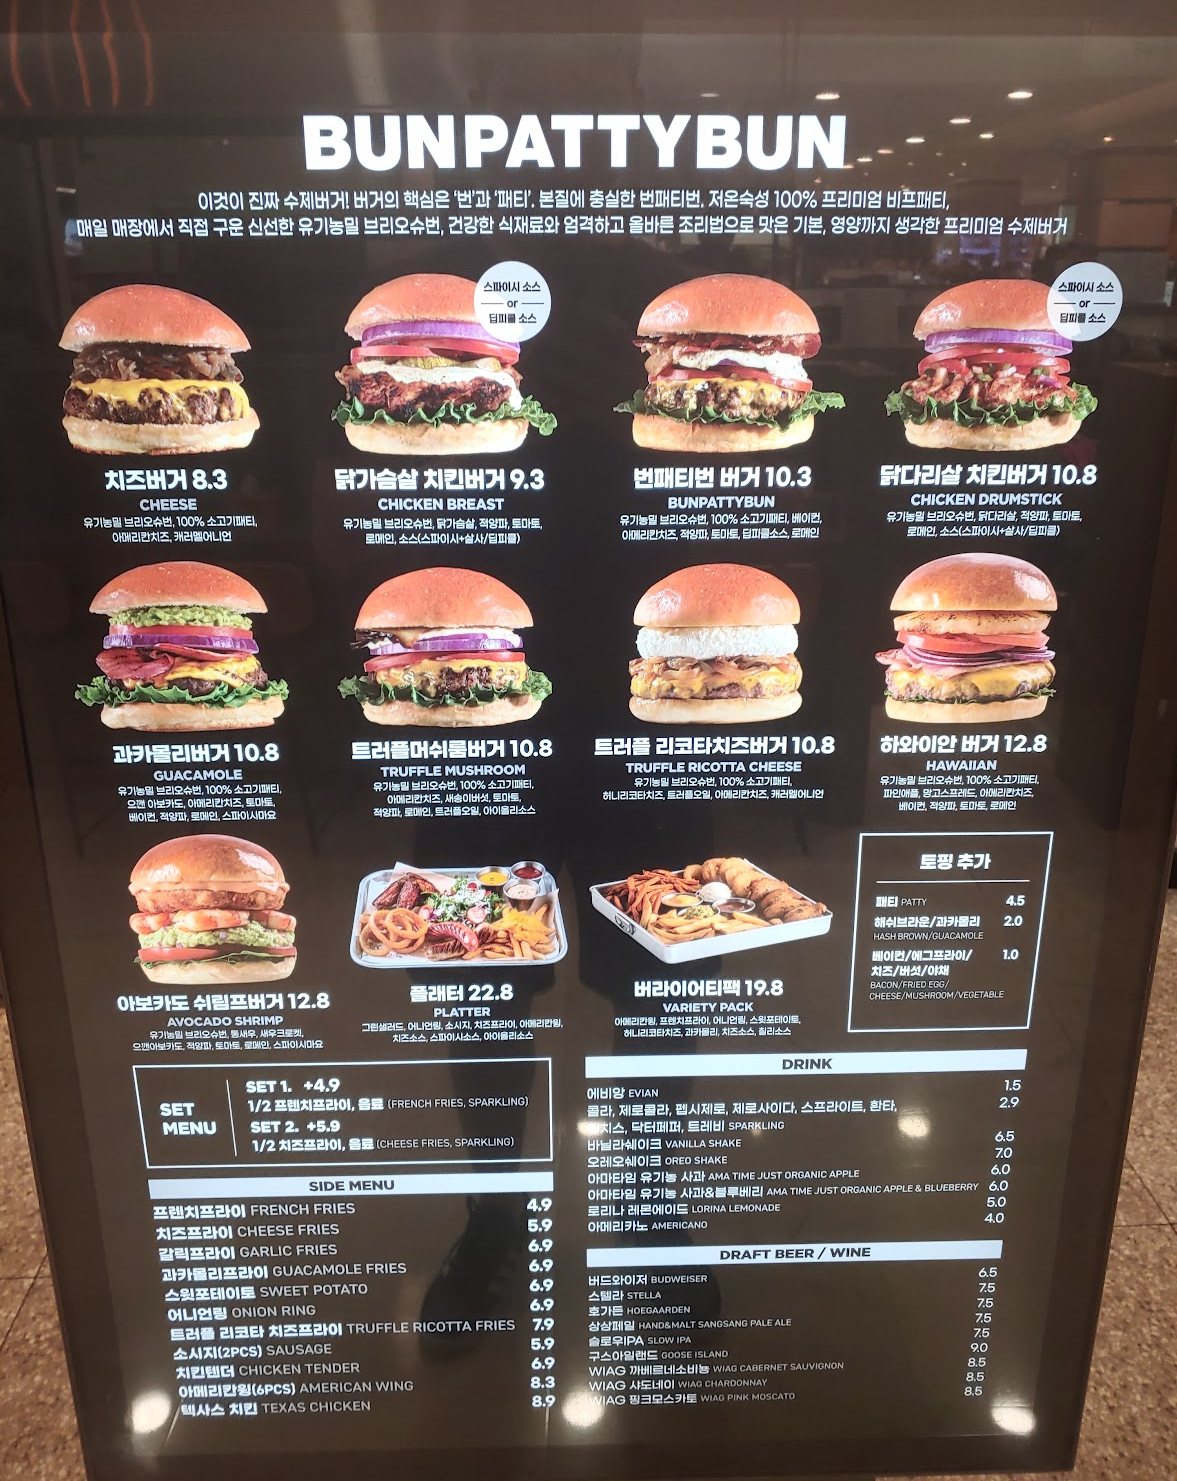 BUNPATTYBUN
이것이 진짜 수제버거! 버거의 핵심은 '번'과 '패티'. 본질에 충실한 번패티번, 저온숙성 100% 프리미엄 비프패티,
매일 매장에서 직접 구운 신선한 유기농밀 브리오슈번, 건강한 식재료와 엄격하고 올바른 조리법으로 맛은 기본, 영양까지 생각한 프리미엄 수제버거
치즈버거 8.3
CHEESE
유기농밀 브리오슈번, 100% 소고기패티,
아메리칸치즈, 캐러멜어니언
스파이시 소스
or
딥피클 소스
닭가슴살 치킨버거 9.3
CHICKEN BREAST
유기농밀 브리오슈번, 닭가슴살, 적양파, 토마토,
로메인, 소스(스파이시+살사/딥피클)
번패티번 버거 10.3
BUNPATTYBUN
유기농밀 브리오슈번, 100% 소고기패티, 베이컨,
아메리칸치즈, 적양파, 토마토, 딥피클소스, 로메인
스파이시 소스
or
딥피클 소스
닭다리살 치킨버거 10.8
CHICKEN DRUMSTICK
유기농밀 브리오슈번, 닭다리살, 적양파, 토마토,
로메인, 소스(스파이시+살사/딥피클)
과카몰리버거 10.8
GUACAMOLE
유기농밀 브리오슈번, 100% 소고기패티,
으깬 아보카도, 아메리칸치즈, 토마토,
베이컨, 적양파, 로메인, 스파이시마요
트러플머쉬룸버거 10.8
TRUFFLE MUSHROOM
유기농밀 브리오슈번, 100% 소고기패티,
아메리칸치즈, 새송이버섯, 토마토,
적양파, 로메인, 트러플오일, 아이올리소스
트러플 리코타치즈버거 10.8
TRUFFLE RICOTTA CHEESE
유기농밀 브리오슈번, 100% 소고기패티,
허니리코타치즈, 트러플오일, 아메리칸치즈, 캐러멜어니언
하와이안 버거 12.8
HAWAIIAN
유기농밀 브리오슈번, 100% 소고기패티,
파인애플, 망고스프레드, 아메리칸치즈,
베이컨, 적양파, 토마토, 로메인
아보카도 쉬림프버거 12.8
AVOCADO SHRIMP
유기농밀 브리오슈번, 통새우, 새우크로켓,
으깬아보카도, 적양파, 토마토, 로메인, 스파이시마요
플래터 22.8
PLATTER
그린샐러드, 어니언링, 소시지, 치즈프라이, 아메리칸윙,
치즈소스, 스파이시소스, 아이올리소스
버라이어티팩 19.8
VARIETY PACK
아메리칸윙, 프렌치프라이, 어니언링, 스윗포테이토,
허니리코타치즈, 과카몰리, 치즈소스, 칠리소스
토핑 추가
패티 PATTY 4.5
해쉬브라운/과카몰리 2.0
HASH BROWN/GUACAMOLE
베이컨/에그프라이/ 1.0
치즈/버섯/야채
BACON/FRIED EGG/
CHEESE/MUSHROOM/VEGETABLE
SET
MENU
SET 1. +4.9
1/2 프렌치프라이, 음료 (FRENCH FRIES, SPARKLING)
SET 2. +5.9
1/2 치즈프라이, 음료 (CHEESE FRIES, SPARKLING)
SIDE MENU
프렌치프라이 FRENCH FRIES 4.9
치즈프라이 CHEESE FRIES 5.9
갈릭프라이 GARLIC FRIES 6.9
과카몰리프라이 GUACAMOLE FRIES 6.9
스윗포테이토 SWEET POTATO 6.9
어니언링 ONION RING 6.9
트러플 리코타 치즈프라이 TRUFFLE RICOTTA FRIES 7.9
소시지(2PCS) SAUSAGE 5.9
치킨텐더 CHICKEN TENDER 6.9
아메리칸윙(6PCS) AMERICAN WING 8.3
텍사스 치킨 TEXAS CHICKEN 8.9
DRINK
에비앙 EVIAN 1.5
콜라, 제로콜라, 펩시제로, 제로사이다, 스프라이트, 환타, 2.9
닥터페퍼, 트레비 SPARKLING
바닐라쉐이크 VANILLA SHAKE 6.5
오레오쉐이크 OREO SHAKE 7.0
아마타임 유기농 사과 AMA TIME JUST ORGANIC APPLE 6.0
아마타임 유기농 사과&블루베리 AMA TIME JUST ORGANIC APPLE & BLUEBERRY 6.0
로리나 레몬에이드 LORINA LEMONADE 5.0
아메리카노 AMERICANO 4.0
DRAFT BEER / WINE
버드와이저 BUDWEISER 6.5
스텔라 STELLA 7.5
호가든 HOEGAARDEN 7.5
상상페일 HAND&MALT SANGSANG PALE ALE 7.5
슬로우IPA SLOW IPA 7.5
구스아일랜드 GOOSE ISLAND 9.0
WIAG 까베르네소비뇽 WIAG CABERNET SAUVIGNON 8.5
WIAG 샤도네이 WIAG CHARDONNAY 8.5
WIAG 핑크모스카토 WIAG PINK MOSCATO 8.5